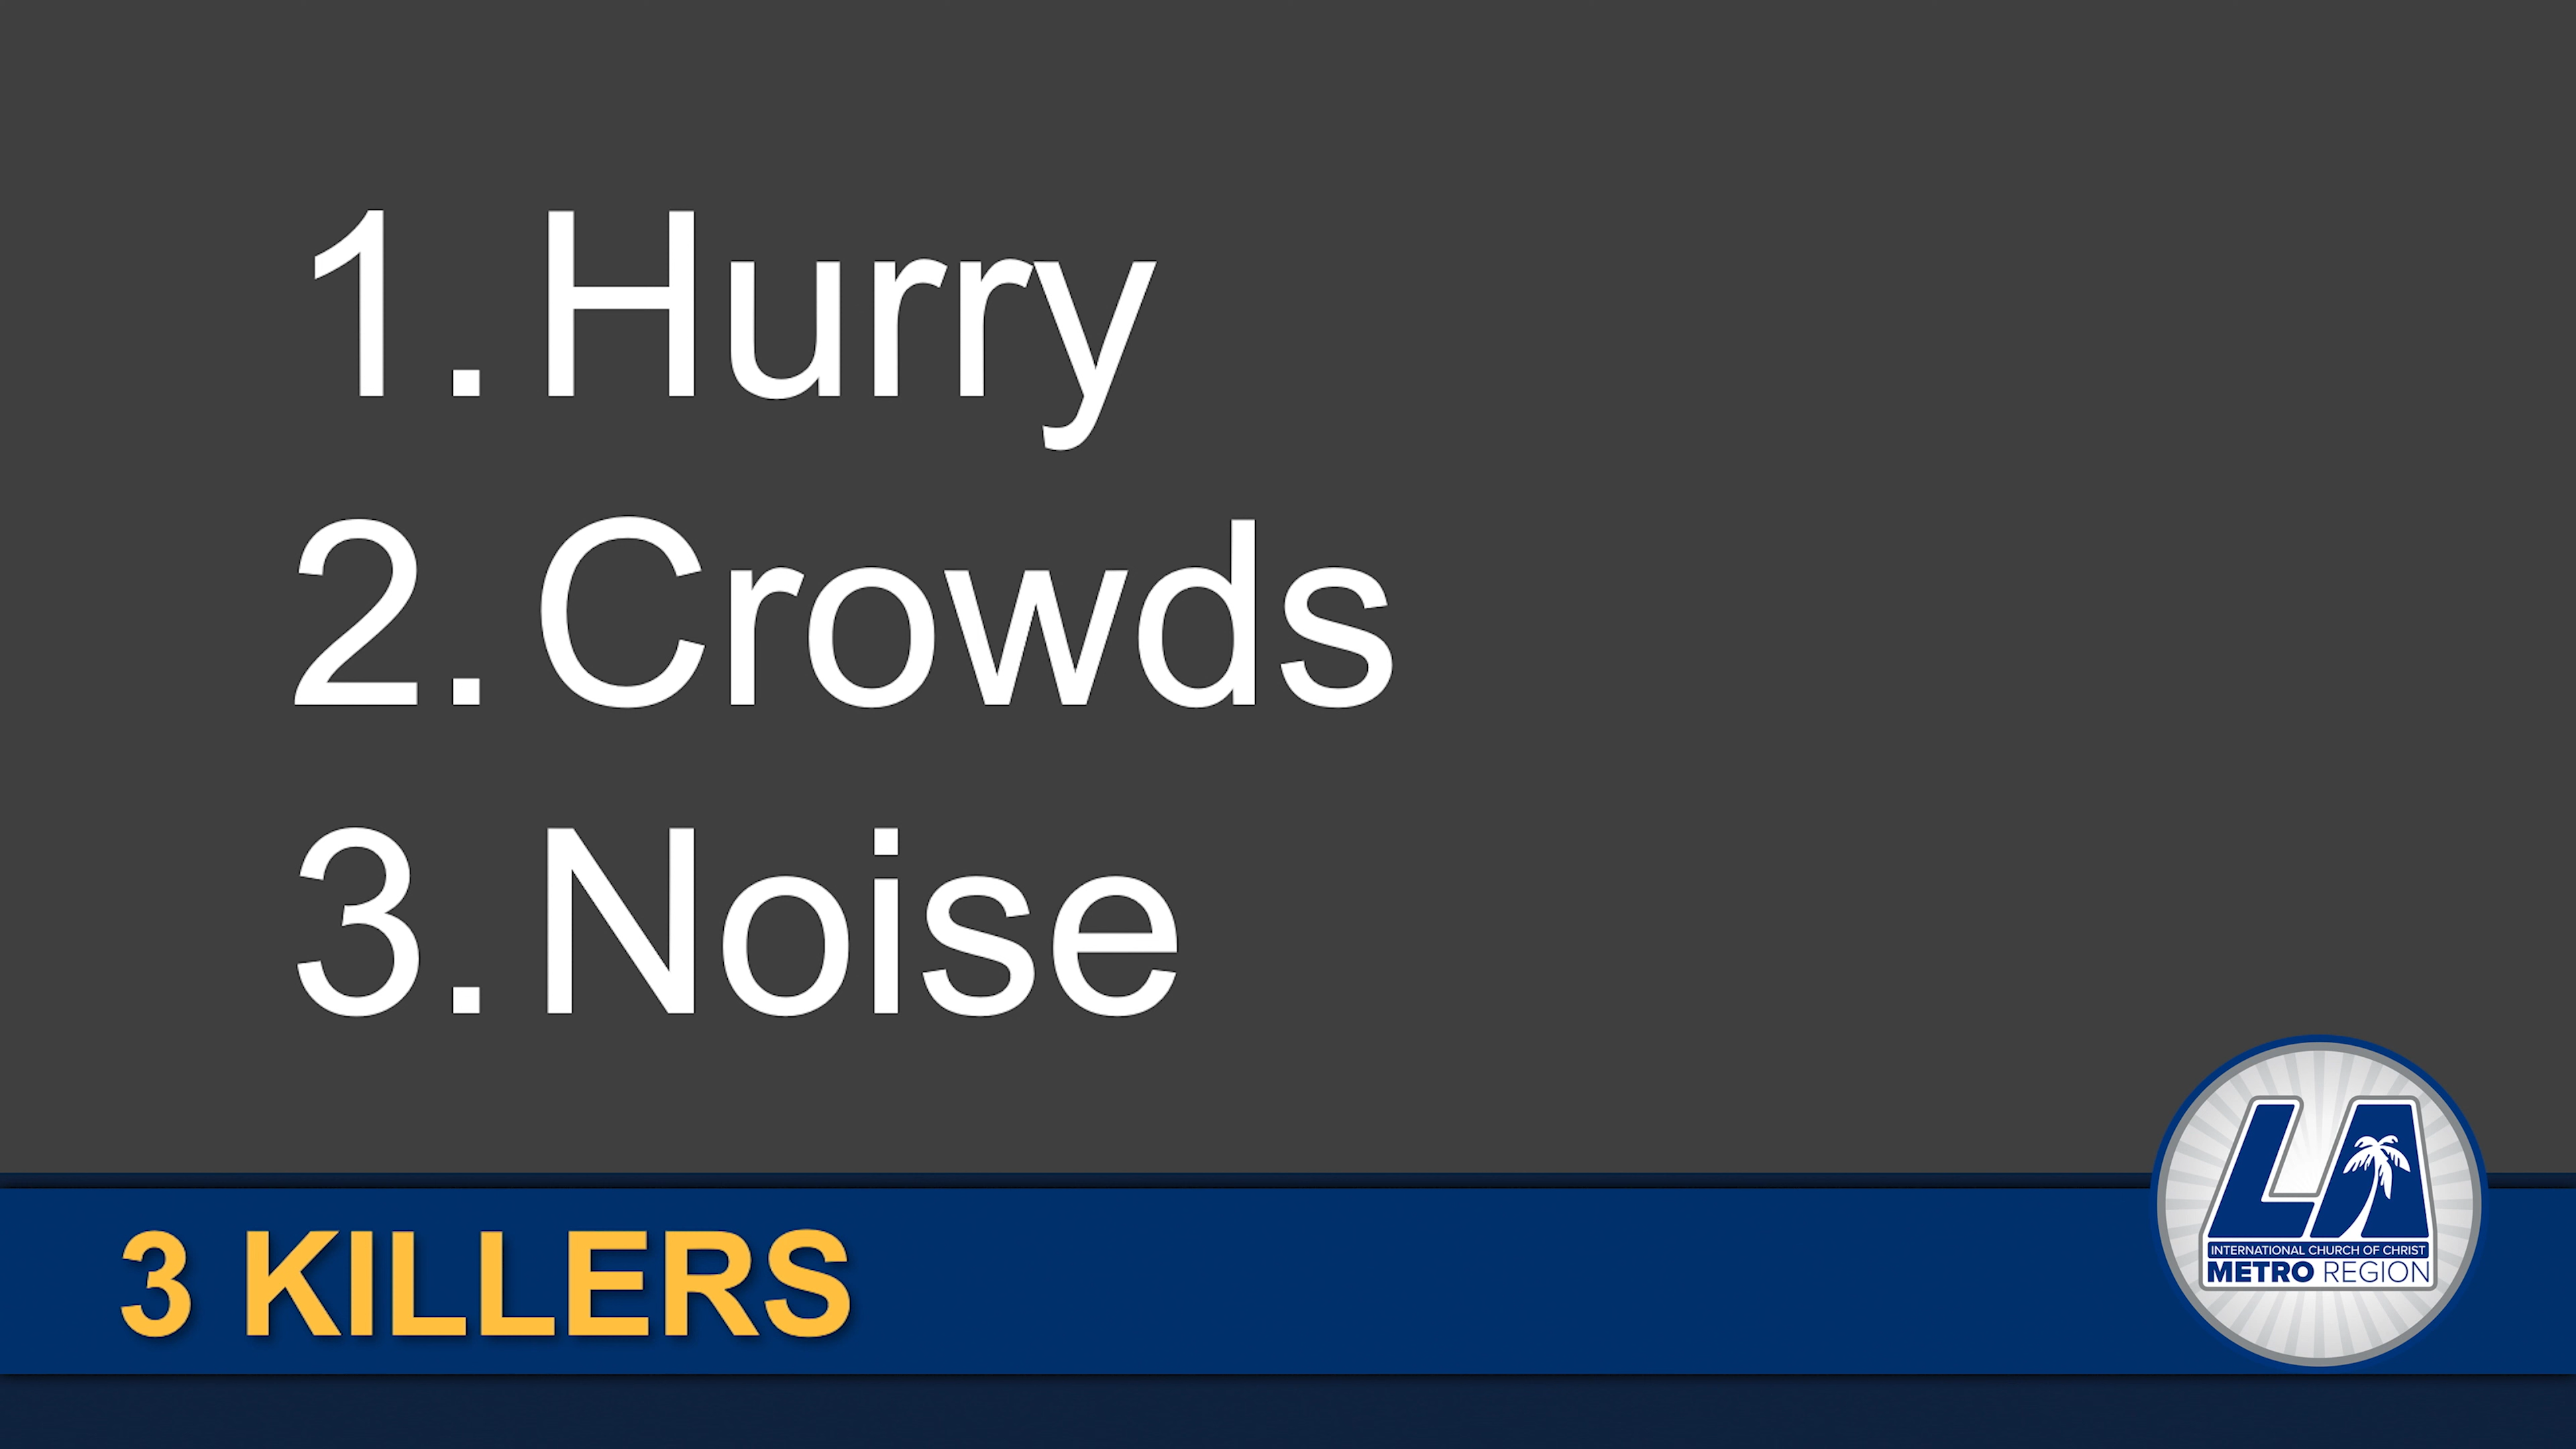 1. Hurry
2. Crowds
3. Noise
3 KILLERS
LA
INTERNATIONAL CHURCH OF CHRIST
METRO REGION